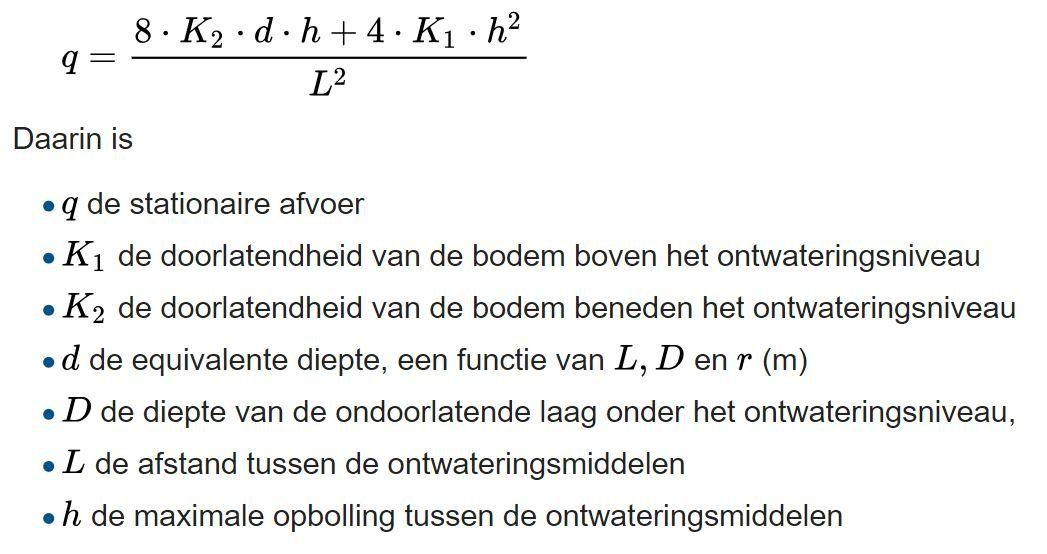 q = \frac{8 \cdot K_2 \cdot d \cdot h + 4 \cdot K_1 \cdot h^2}{L^2}
Daarin is
• q de stationaire afvoer
• K₁ de doorlatendheid van de bodem boven het ontwateringsniveau
• K₂ de doorlatendheid van de bodem beneden het ontwateringsniveau
• d de equivalente diepte, een functie van L, D en r (m)
• D de diepte van de ondoorlatende laag onder het ontwateringsniveau,
• L de afstand tussen de ontwateringsmiddelen
• h de maximale opbolling tussen de ontwateringsmiddelen